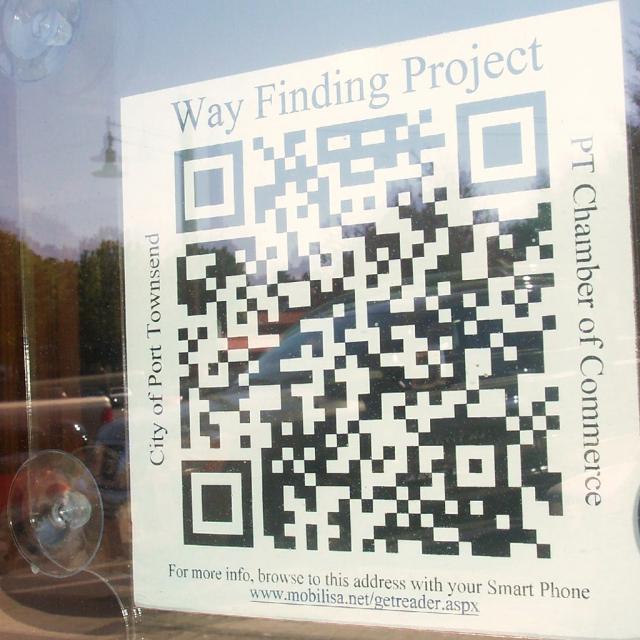 Way Finding Project
City of Port Townsend
PT Chamber of Commerce
For more info, browse to this address with your Smart Phone
www.mobilisa.net/getreader.aspx